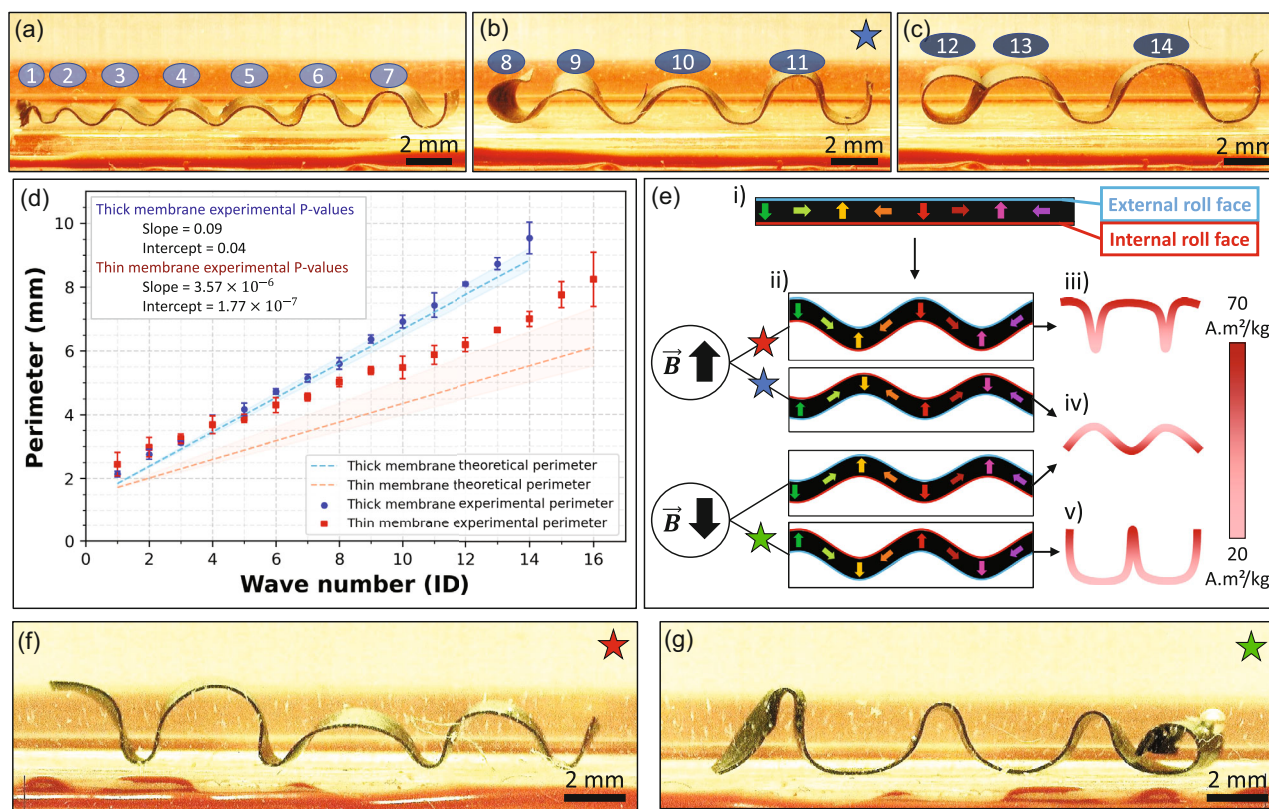 (a)
1 2 3 4 5 6 7
2 mm
(b)
8 9 10 11
2 mm
(c)
12 13 14
2 mm
(d)
Thick membrane experimental P-values
Slope = 0.09
Intercept = 0.04
Thin membrane experimental P-values
Slope = 3.57 × 10⁻⁶
Intercept = 1.77 × 10⁻⁷
Perimeter (mm)
10
8
6
4
2
0
0 2 4 6 8 10 12 14 16
Wave number (ID)
Thick membrane theoretical perimeter
Thin membrane theoretical perimeter
Thick membrane experimental perimeter
Thin membrane experimental perimeter
(e)
i)
External roll face
Internal roll face
ii)
iii)
B
iv)
B
v)
70
A.m²/kg
20
A.m²/kg
(f)
2 mm
(g)
2 mm